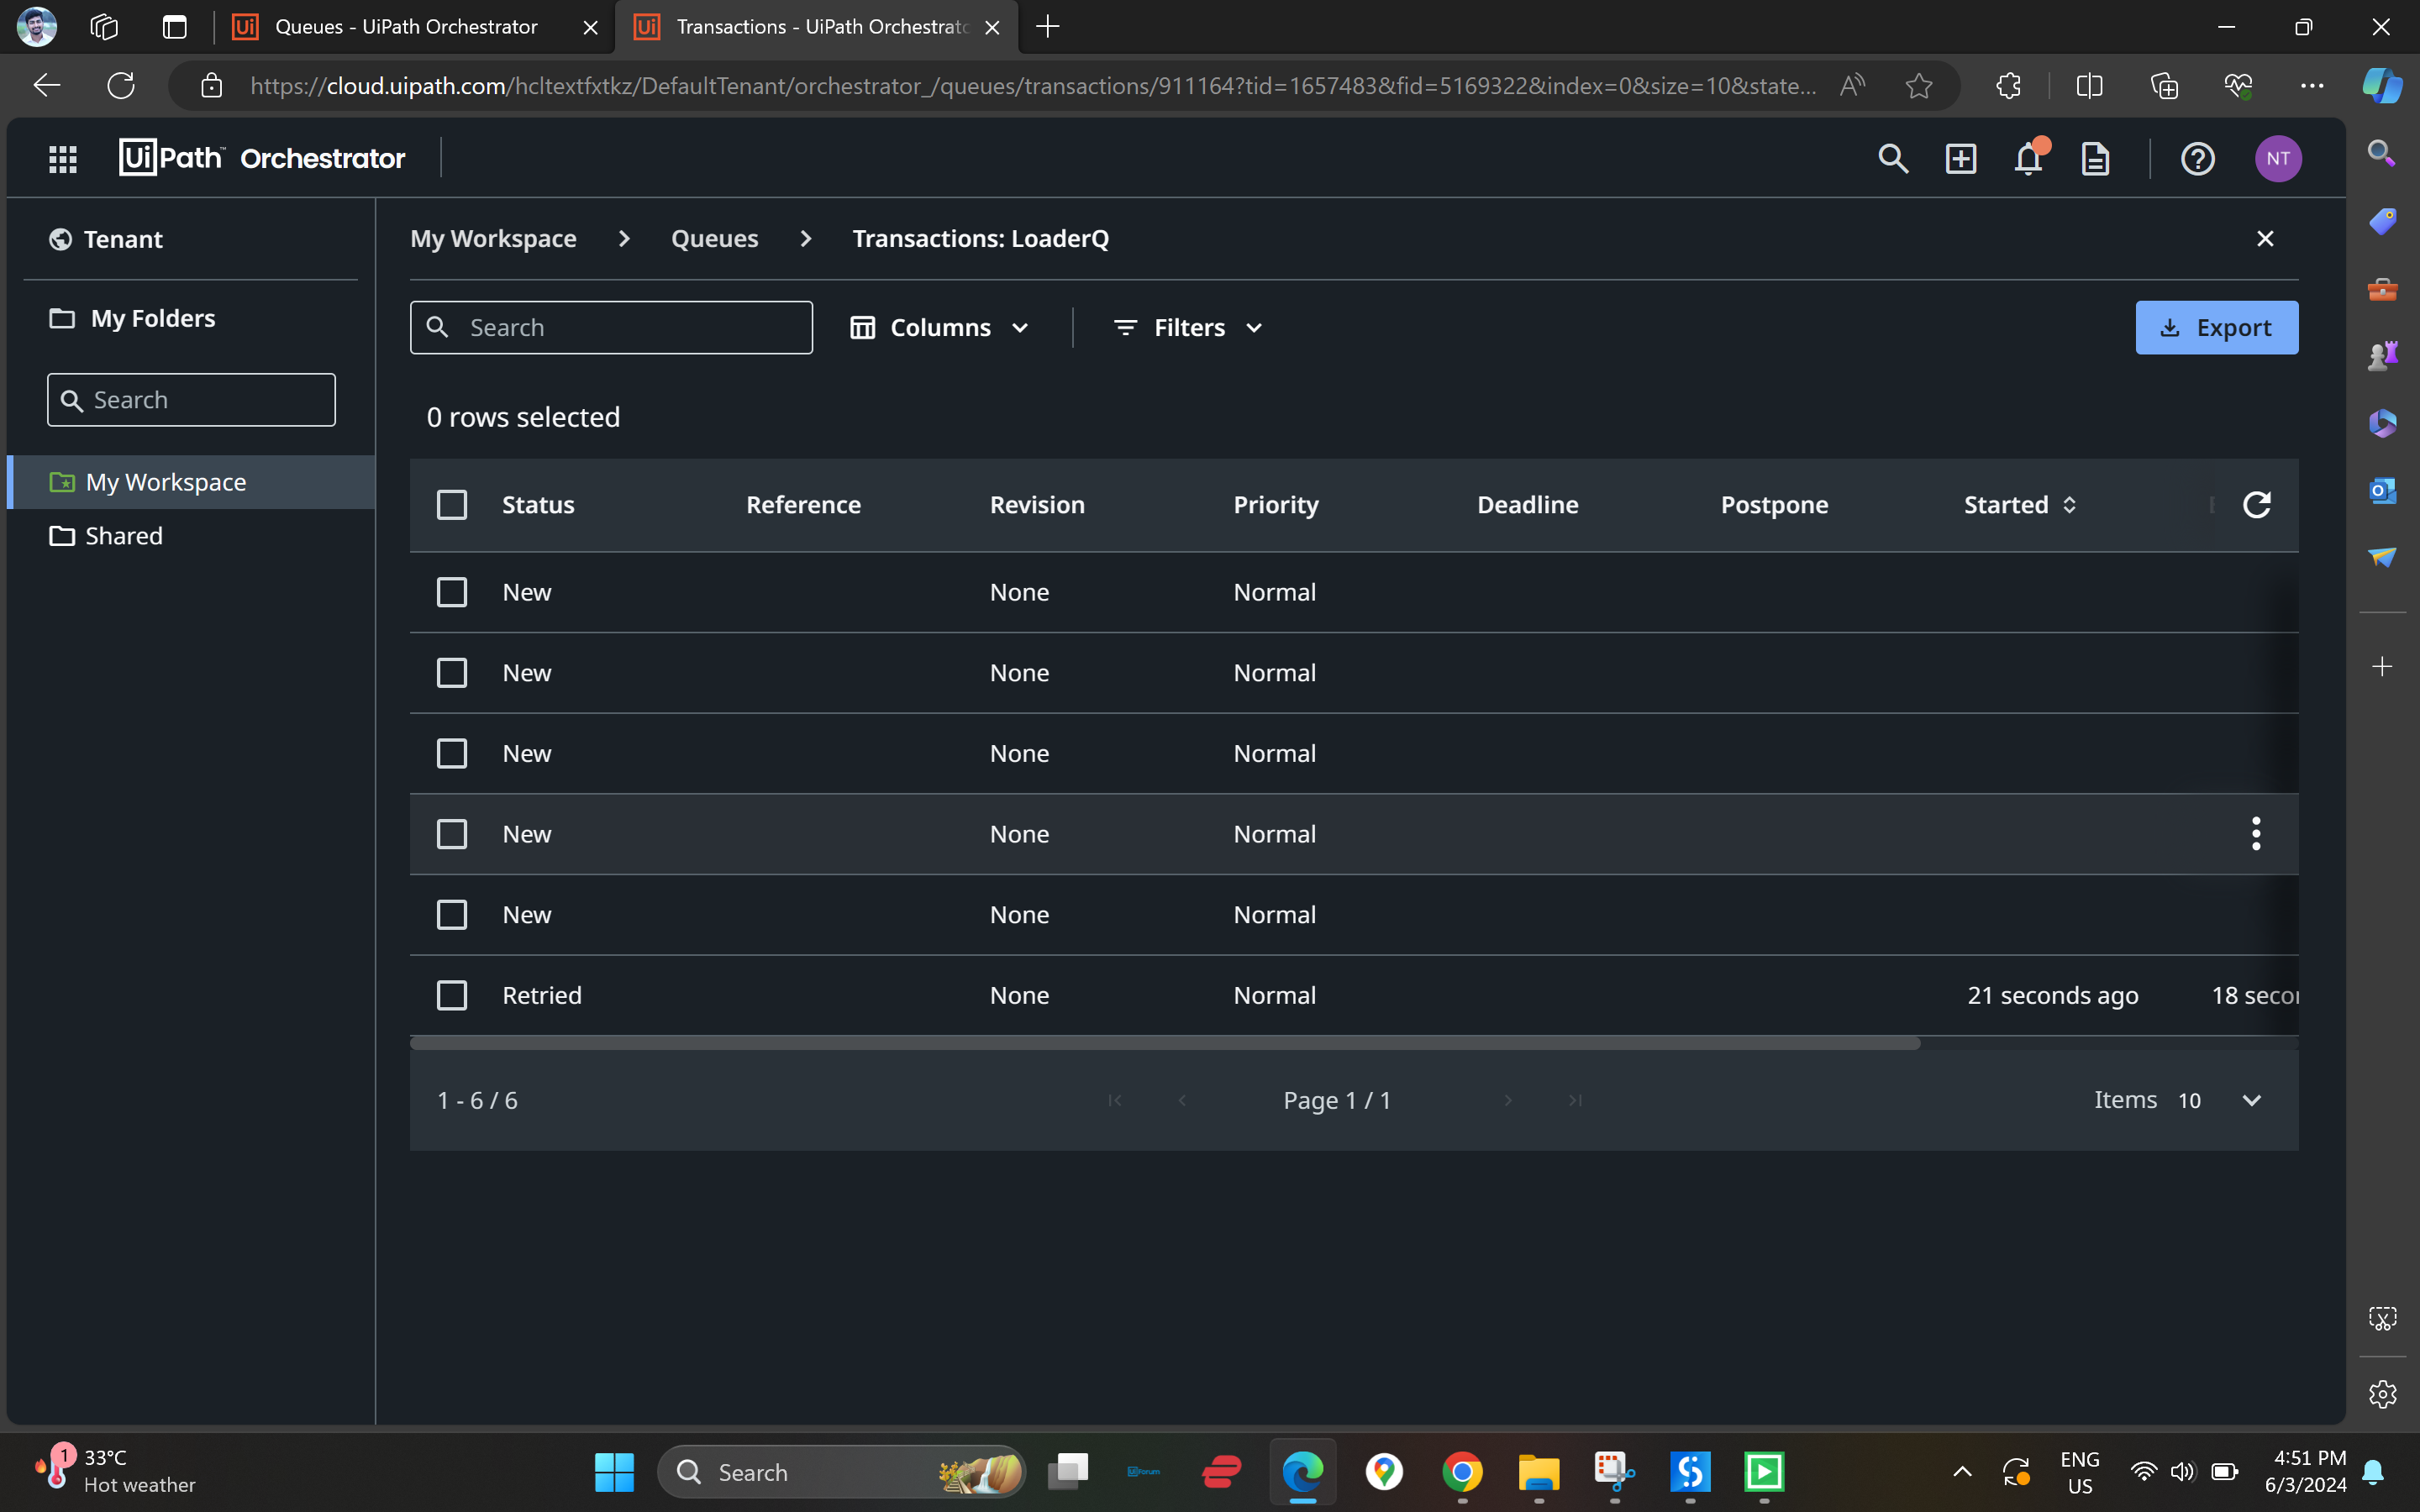 Queues - UiPath Orchestrator
Transactions - UiPath Orchestrato
https://cloud.uipath.com/hcltextfxtkz/DefaultTenant/orchestrator_/queues/transactions/911164?tid=1657483&fid=5169322&index=0&size=10&state...
UiPath™ Orchestrator
NT
Tenant
My Folders
Search
My Workspace
Shared
My Workspace > Queues > Transactions: LoaderQ
Search
Columns
Filters
Export
0 rows selected
Status Reference Revision Priority Deadline Postpone Started
New None Normal
New None Normal
New None Normal
New None Normal
New None Normal
Retried None Normal 21 seconds ago 18 secon
1 - 6 / 6 Page 1 / 1 Items 10
1
33°C
Hot weather
Search
UiForum
ENG
US
4:51 PM
6/3/2024